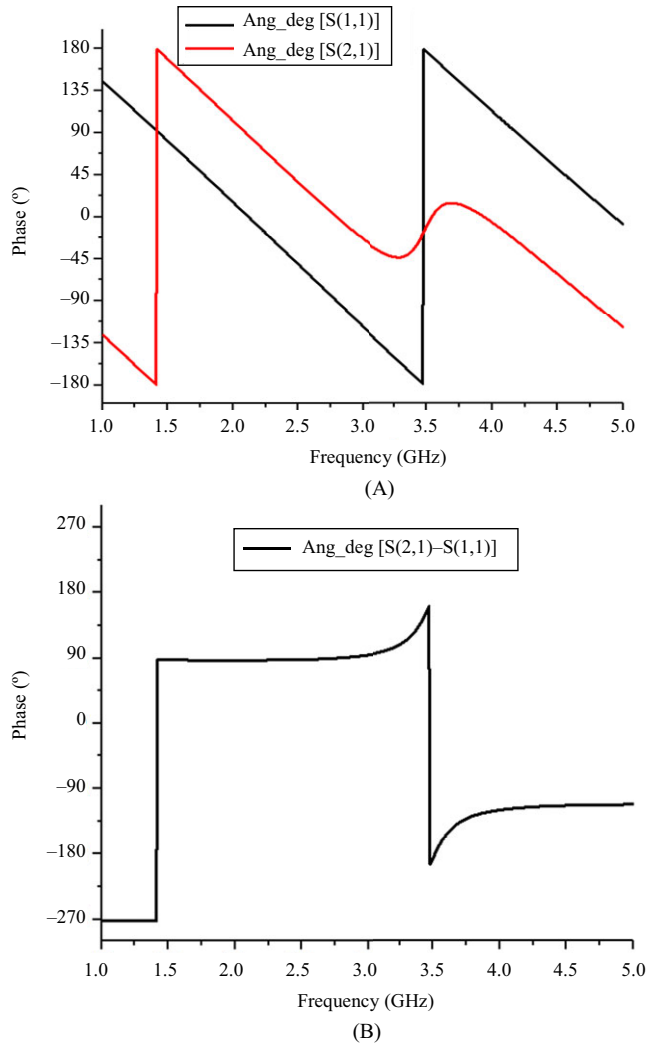 Ang_deg [S(1,1)]
Ang_deg [S(2,1)]
180
135
90
45
0
–45
–90
–135
–180
Phase (º)
1.0 1.5 2.0 2.5 3.0 3.5 4.0 4.5 5.0
Frequency (GHz)
(A)
Ang_deg [S(2,1)–S(1,1)]
270
180
90
0
–90
–180
–270
Phase (º)
1.0 1.5 2.0 2.5 3.0 3.5 4.0 4.5 5.0
Frequency (GHz)
(B)